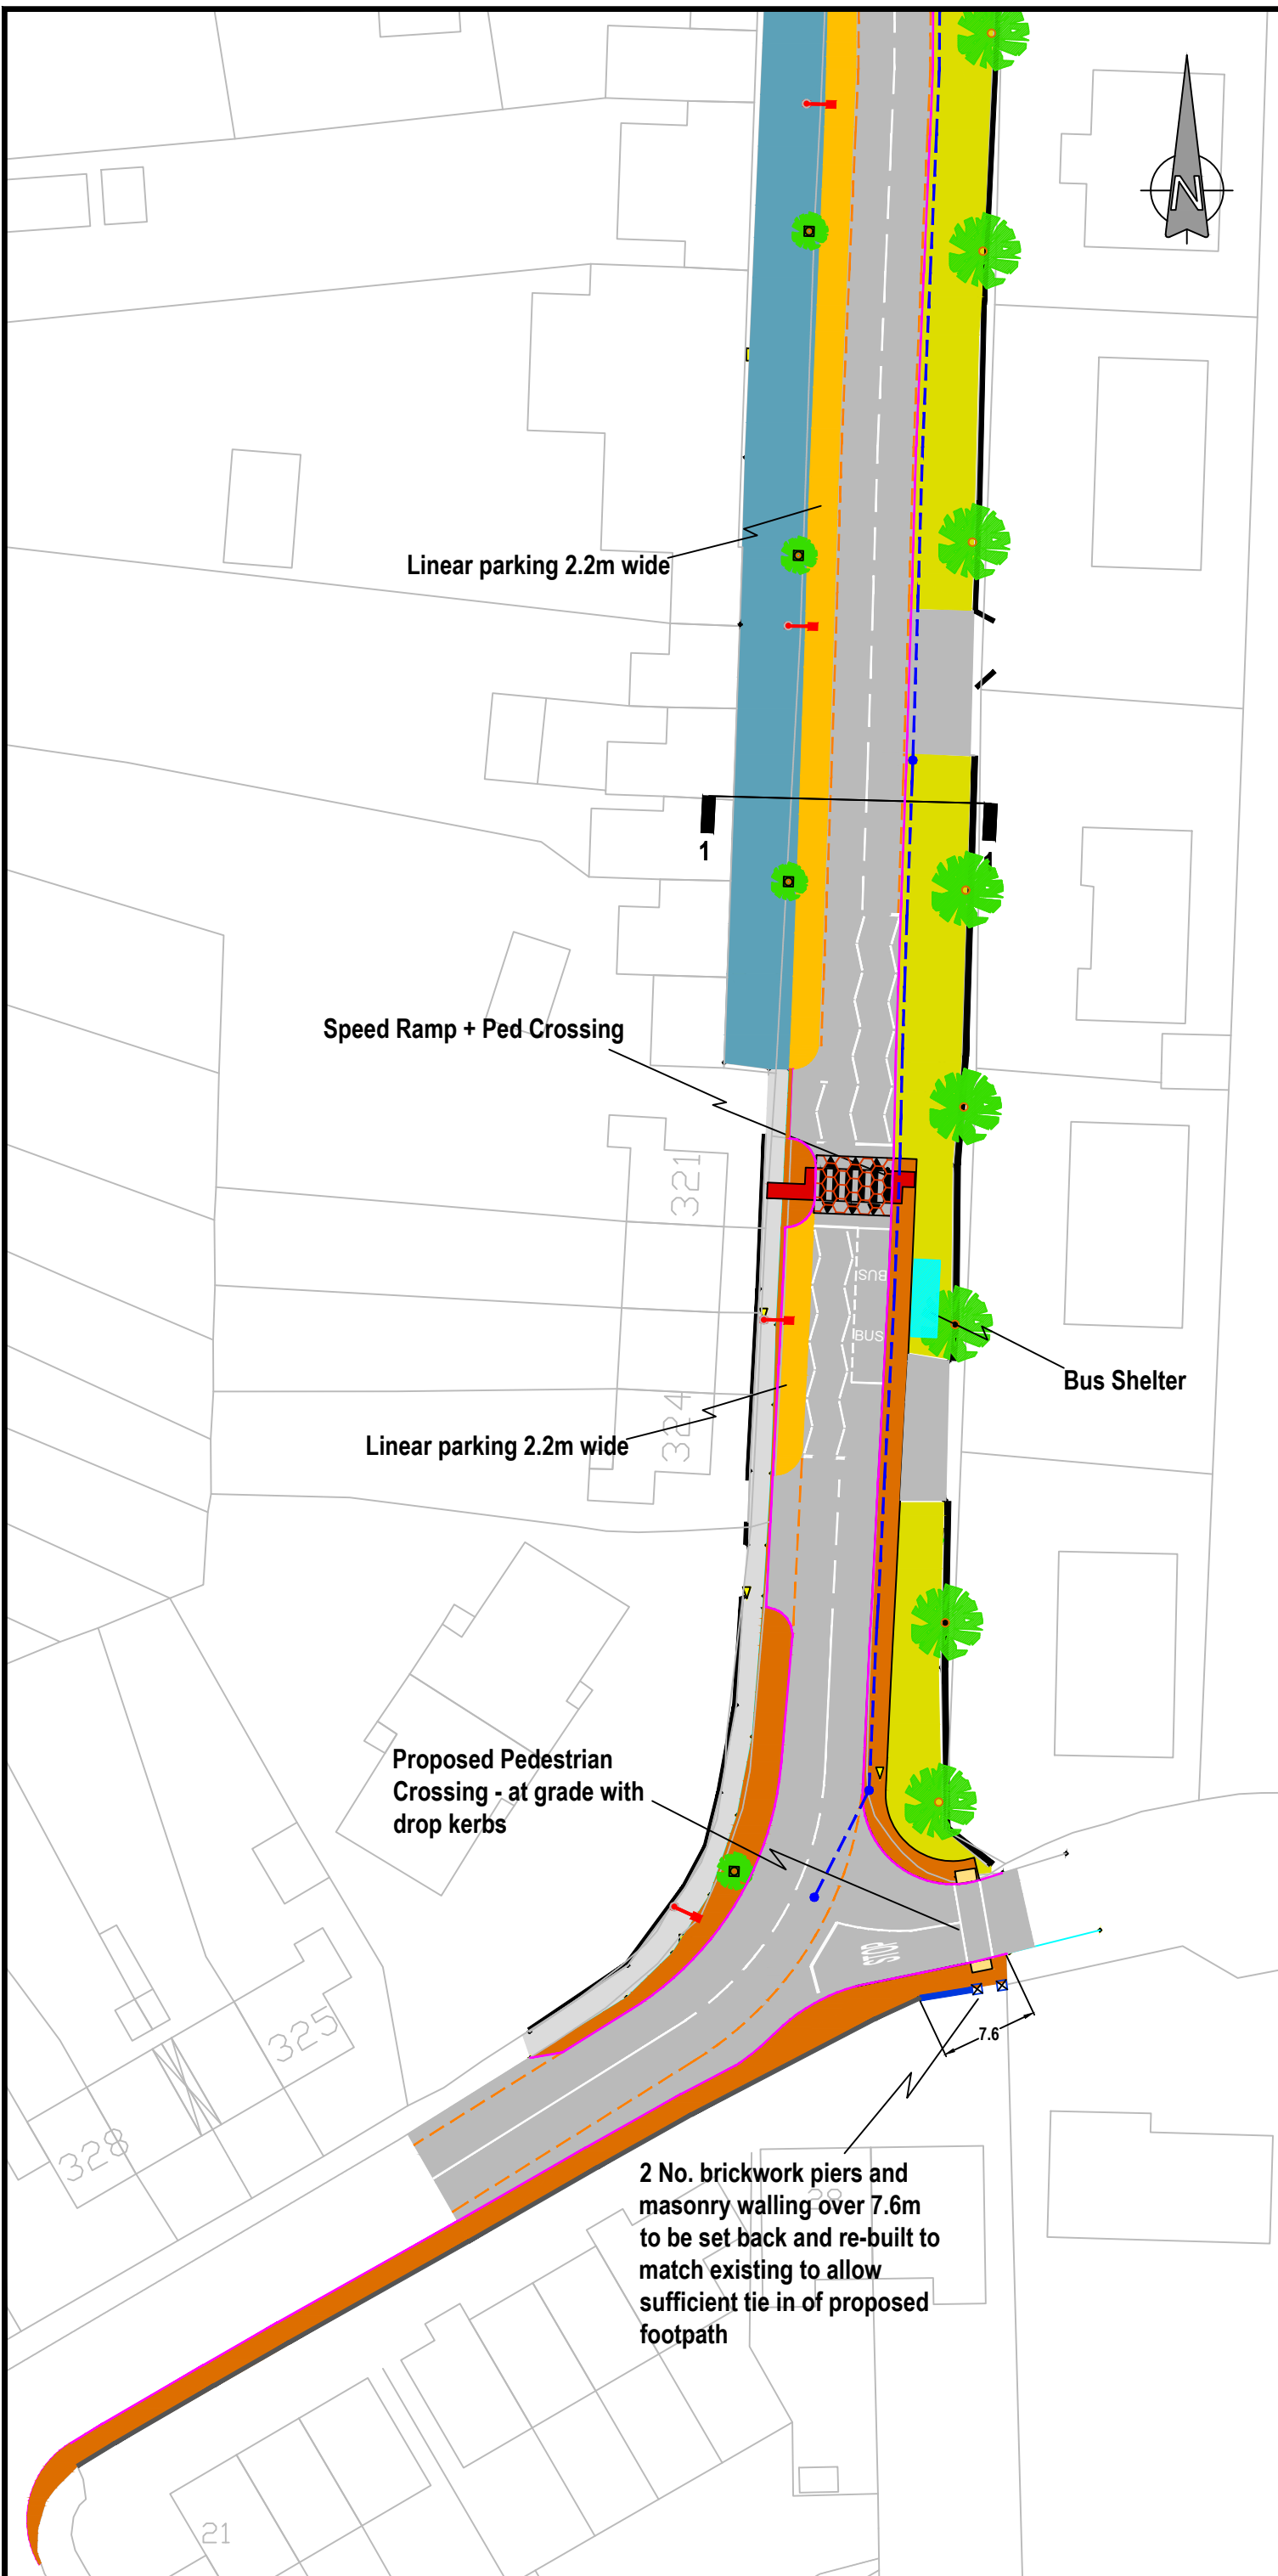 N
Linear parking 2.2m wide
1
1
Speed Ramp + Ped Crossing
321
BUS
BUS
Bus Shelter
Linear parking 2.2m wide
324
Proposed Pedestrian
Crossing - at grade with
drop kerbs
STOP
325
7.6
328
2 No. brickwork piers and
masonry walling over 7.6m
to be set back and re-built to
match existing to allow
sufficient tie in of proposed
footpath
21